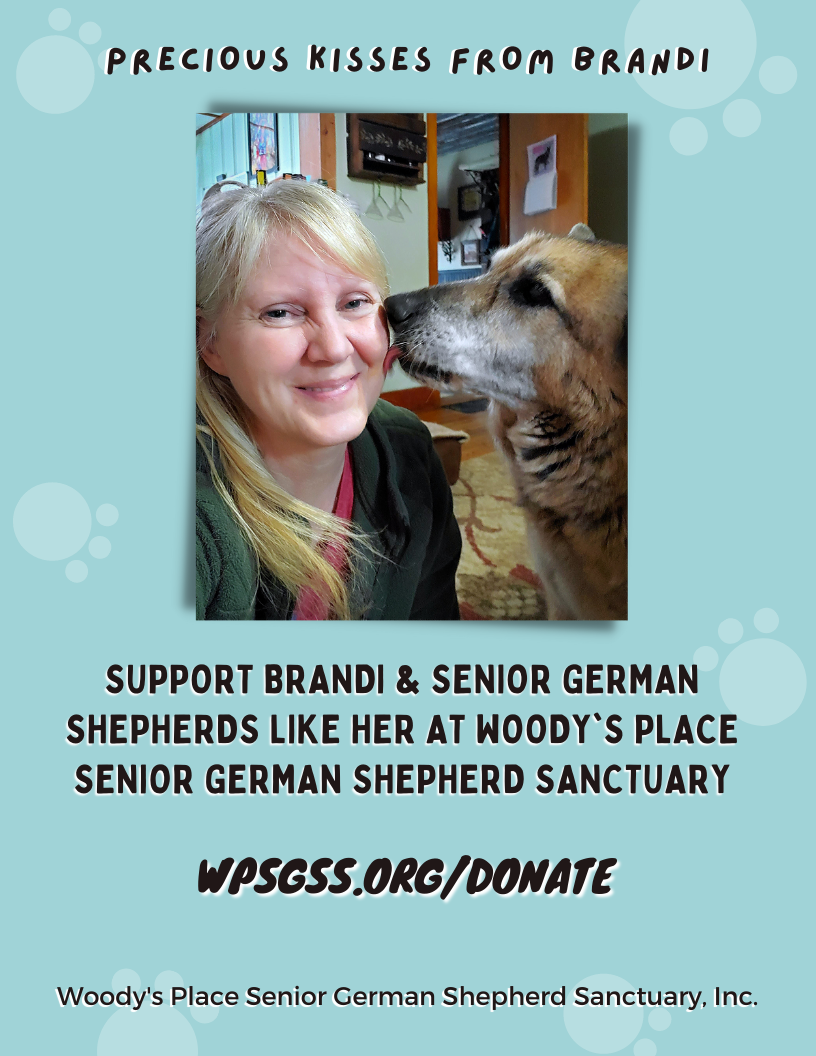 PRECIOUS KISSES FROM BRANDI
SUPPORT BRANDI & SENIOR GERMAN
SHEPHERDS LIKE HER AT WOODY`S PLACE
SENIOR GERMAN SHEPHERD SANCTUARY
WPSGSS.ORG/DONATE
Woody's Place Senior German Shepherd Sanctuary, Inc.